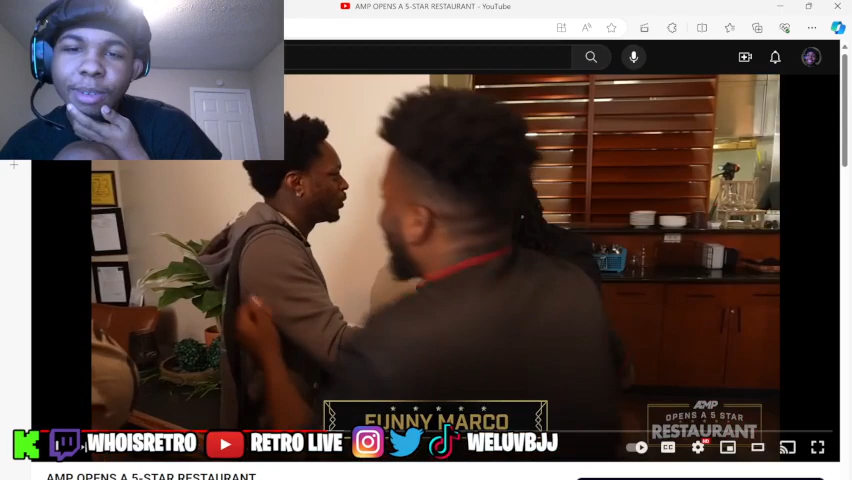 AMP OPENS A 5-STAR RESTAURANT - YouTube
FUNNY MARCO
AMP
OPENS A 5 STAR
RESTAURANT
HD
WHOISRETRO RETRO LIVE WELUVBJJ
AMP OPENS A 5-STAR RESTAURANT